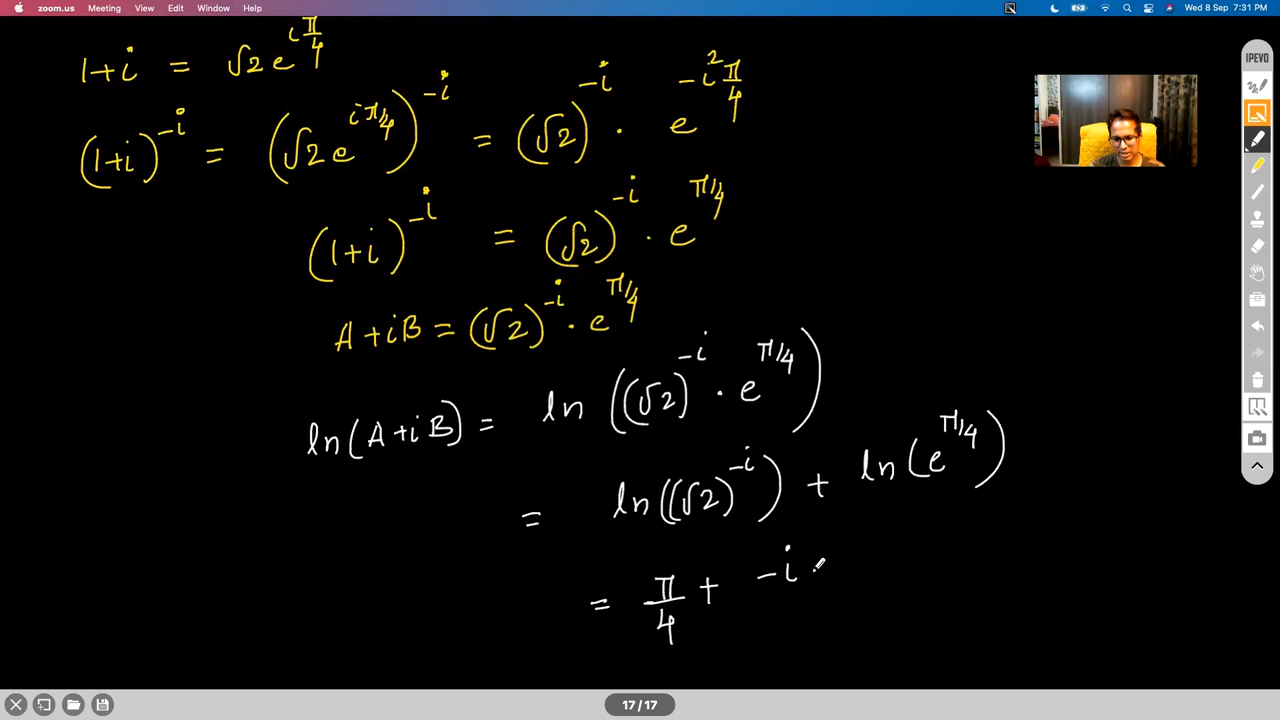 zoom.us Meeting View Edit Window Help Wed 8 Sep 7:31 PM
IPEVO
1+i = √2 e^{iπ/4}
(1+i)^{-i} = (√2 e^{iπ/4})^{-i} = (√2)^{-i} · e^{-i²π/4}
(1+i)^{-i} = (√2)^{-i} · e^{π/4}
A+iB = (√2)^{-i} · e^{π/4}
ln(A+iB) = ln((√2)^{-i} · e^{π/4})
= ln((√2)^{-i}) + ln(e^{π/4})
= π/4 + -i
17/17